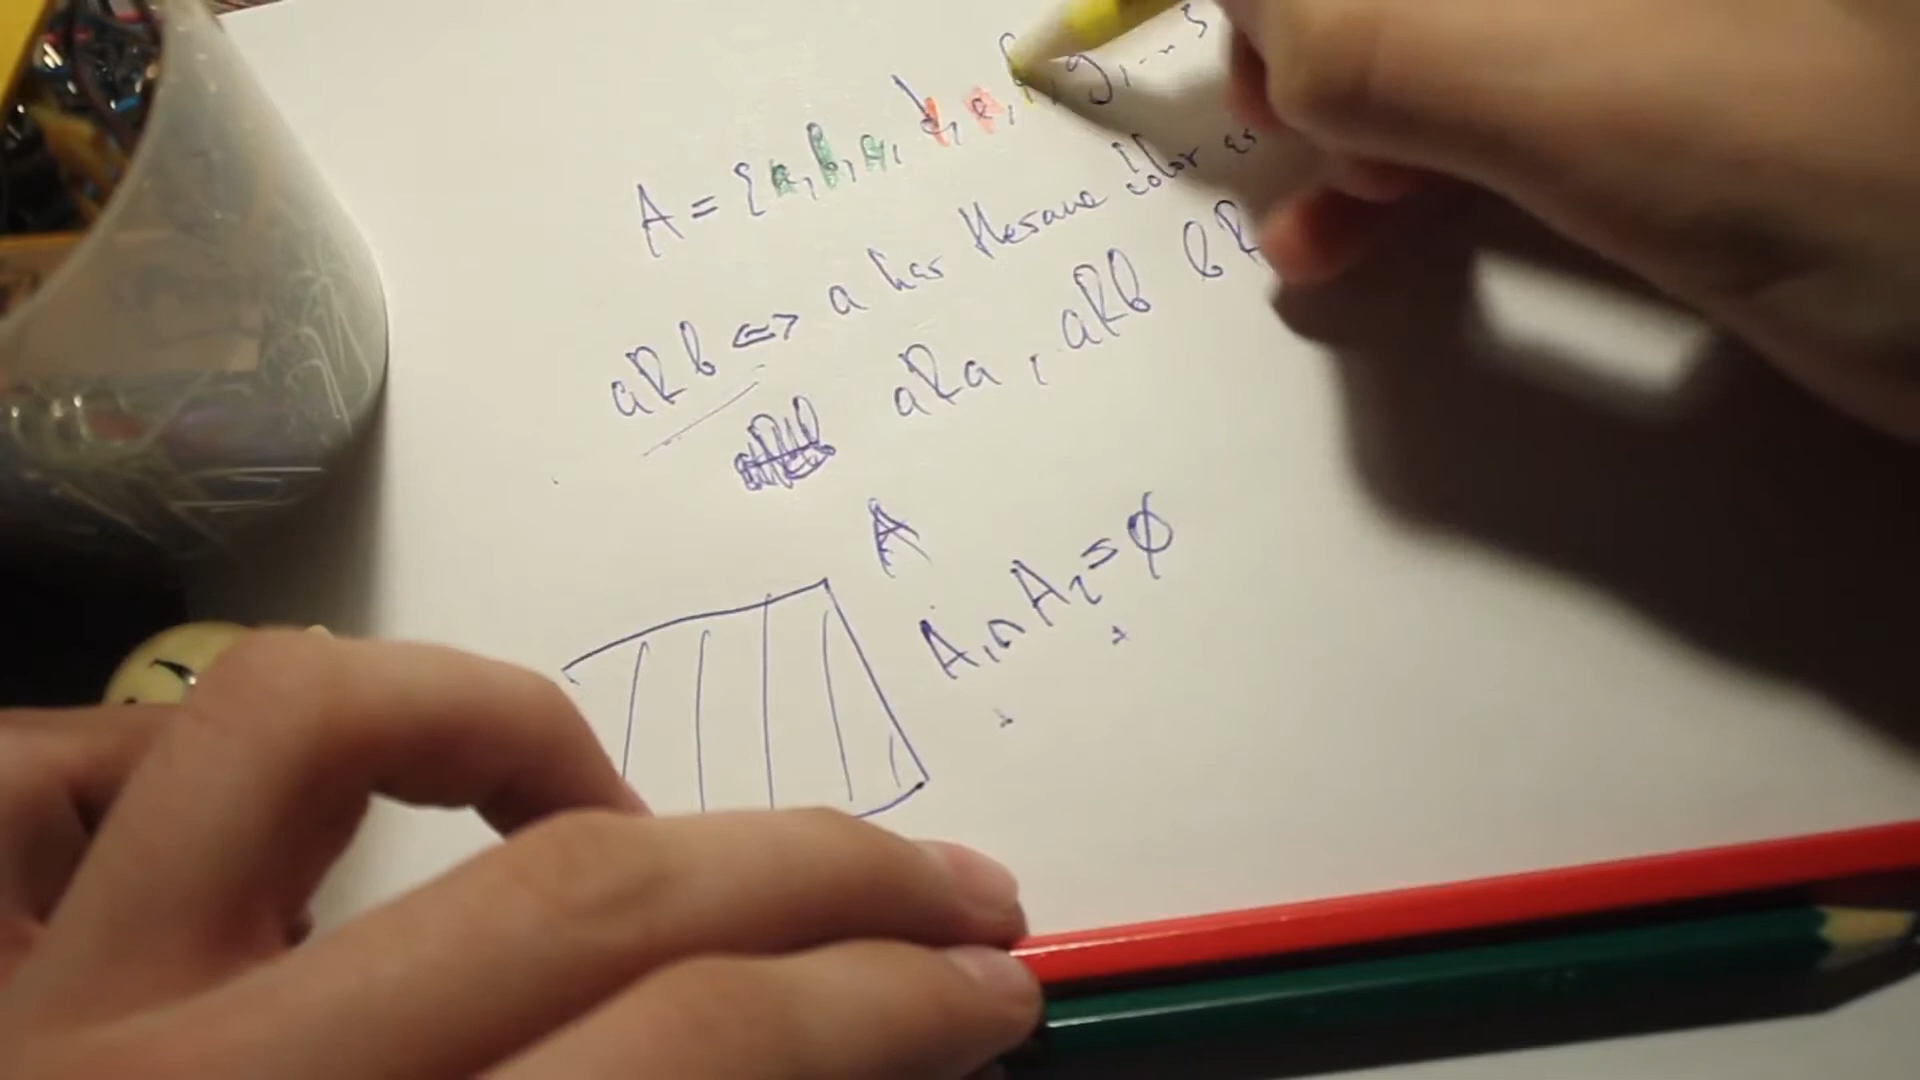 A = {a, b, c, d, e, f, g, ... }
aRb <=> a has the same color as
aRa, aRb bR
A
A₁ ∩ A₂ = ∅